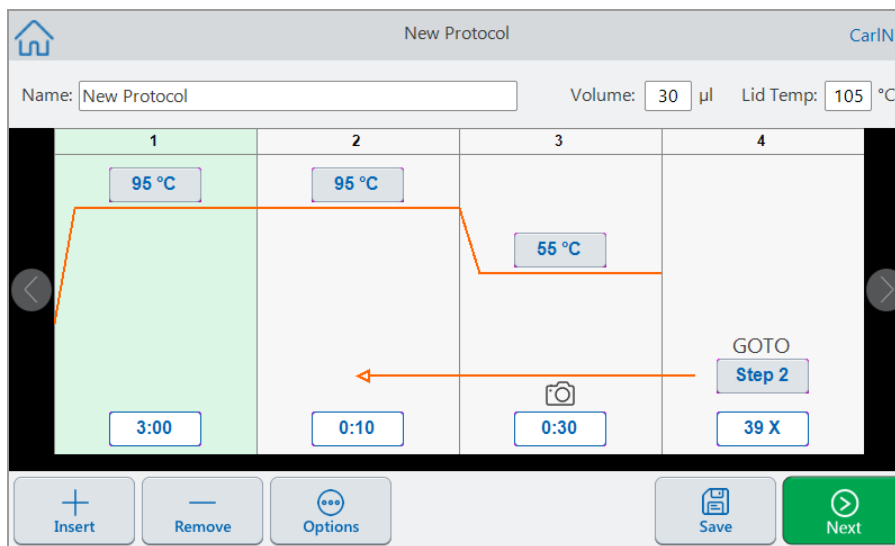 New Protocol
CarlN
Name: New Protocol
Volume: 30 µl
Lid Temp: 105 °C
1 2 3 4
95 °C 95 °C
55 °C
GOTO
Step 2
3:00 0:10 0:30 39 X
Insert Remove Options Save Next